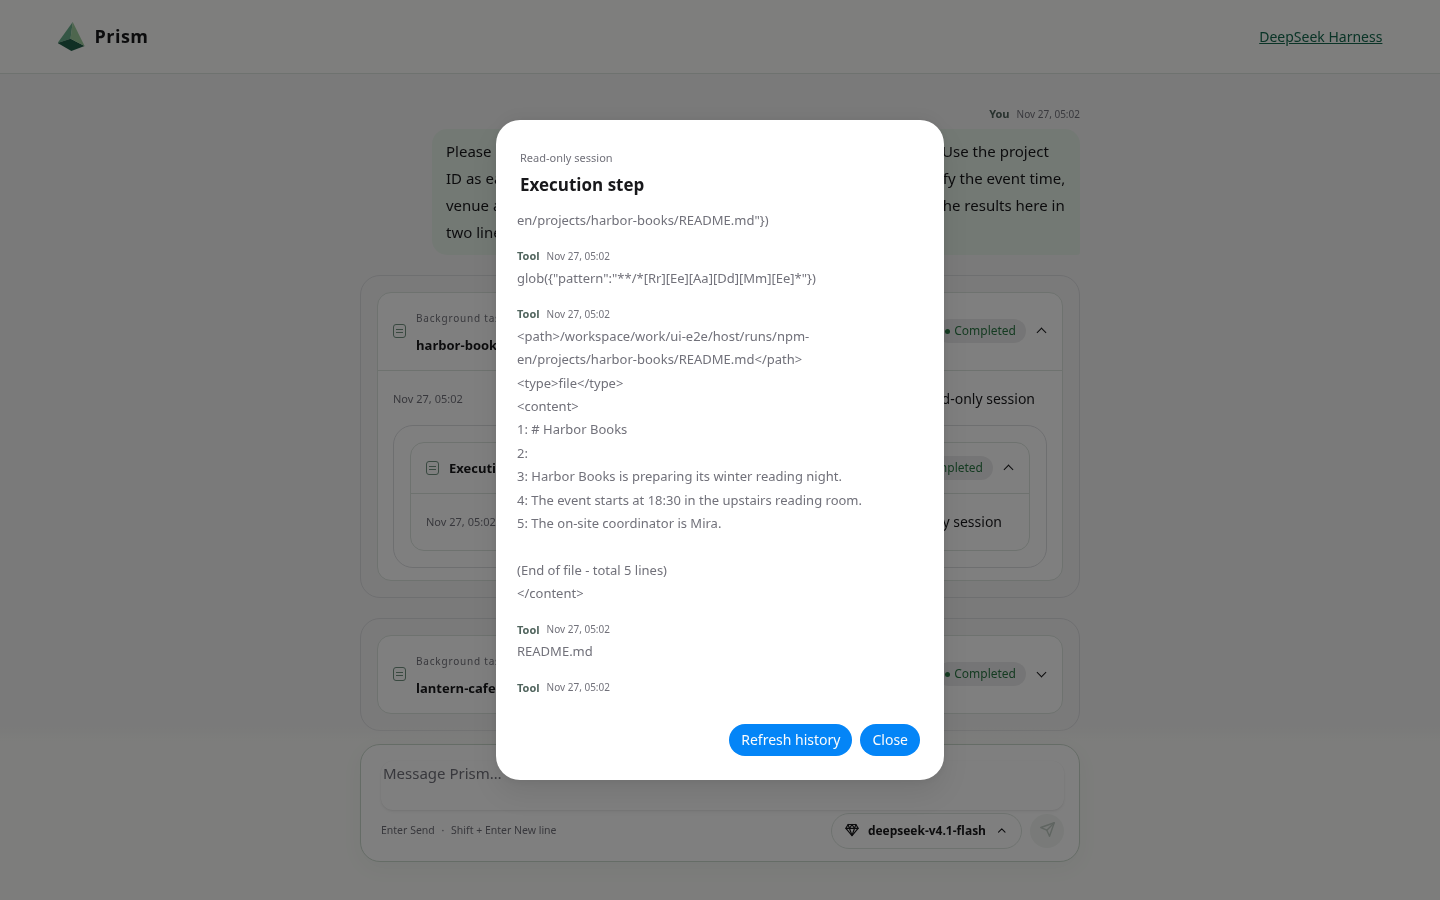 Prism
DeepSeek Harness
You Nov 27, 05:02
Please
Use the project
ID as
fy the event time,
venue
he results here in
two
Read-only session
Execution step
en/projects/harbor-books/README.md"})
Tool Nov 27, 05:02
glob({"pattern":"**/*[Rr][Ee][Aa][Dd][Mm][Ee]*"})
Tool Nov 27, 05:02
<path>/workspace/work/ui-e2e/host/runs/npm-
en/projects/harbor-books/README.md</path>
<type>file</type>
<content>
1: # Harbor Books
2:
3: Harbor Books is preparing its winter reading night.
4: The event starts at 18:30 in the upstairs reading room.
5: The on-site coordinator is Mira.
(End of file - total 5 lines)
</content>
Tool Nov 27, 05:02
README.md
Tool Nov 27, 05:02
Refresh history
Close
Background ta
harbor-book
Completed
Nov 27, 05:02
d-only session
Executi
pleted
Nov 27, 05:02
y session
Background ta
lantern-cafe
Completed
Message Prism...
Enter Send · Shift + Enter New line
deepseek-v4.1-flash